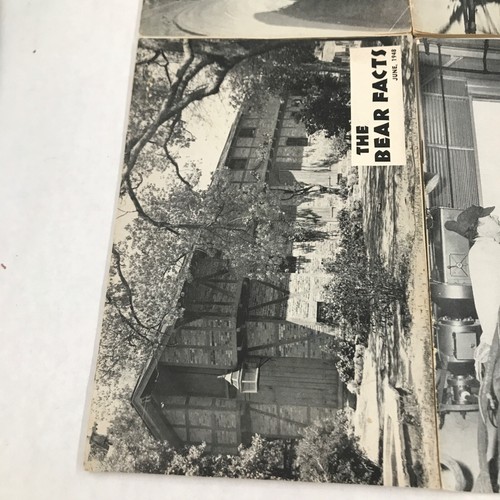 THE
BEAR FACTS
JUNE, 1948